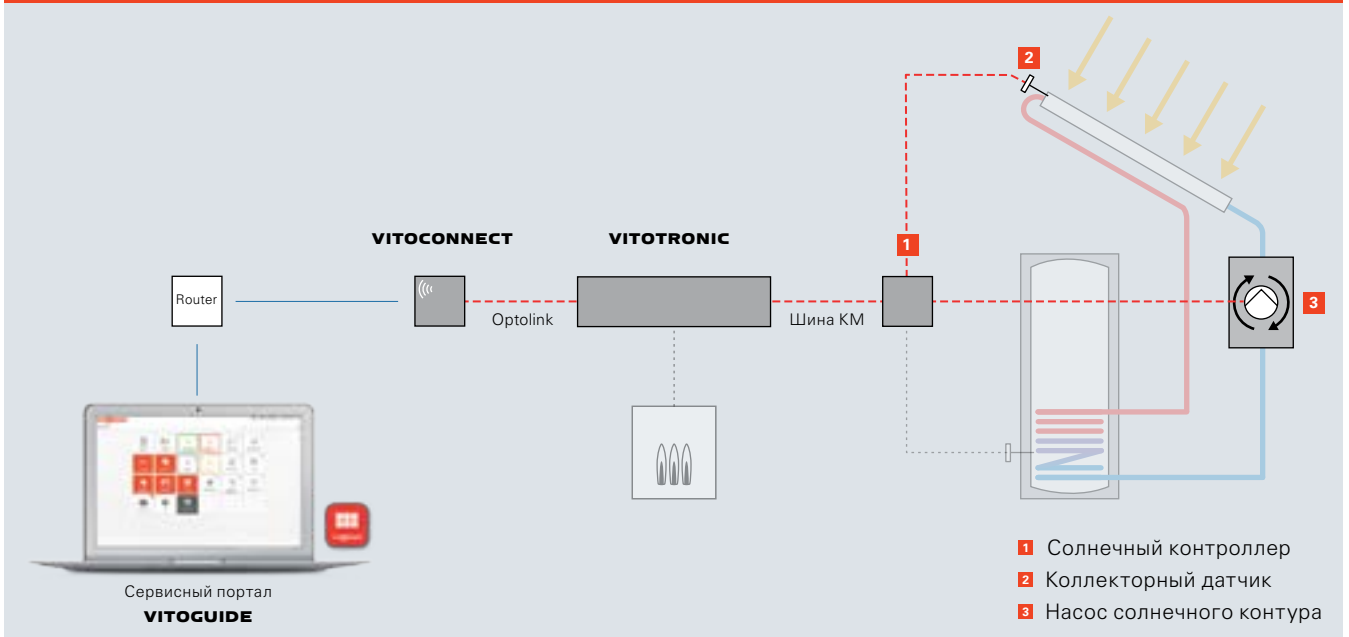 2
VITOCONNECT
VITOTRONIC
1
Router
Optolink
Шина КМ
3
1 Солнечный контроллер
2 Коллекторный датчик
3 Насос солнечного контура
Сервисный портал
VITOGUIDE